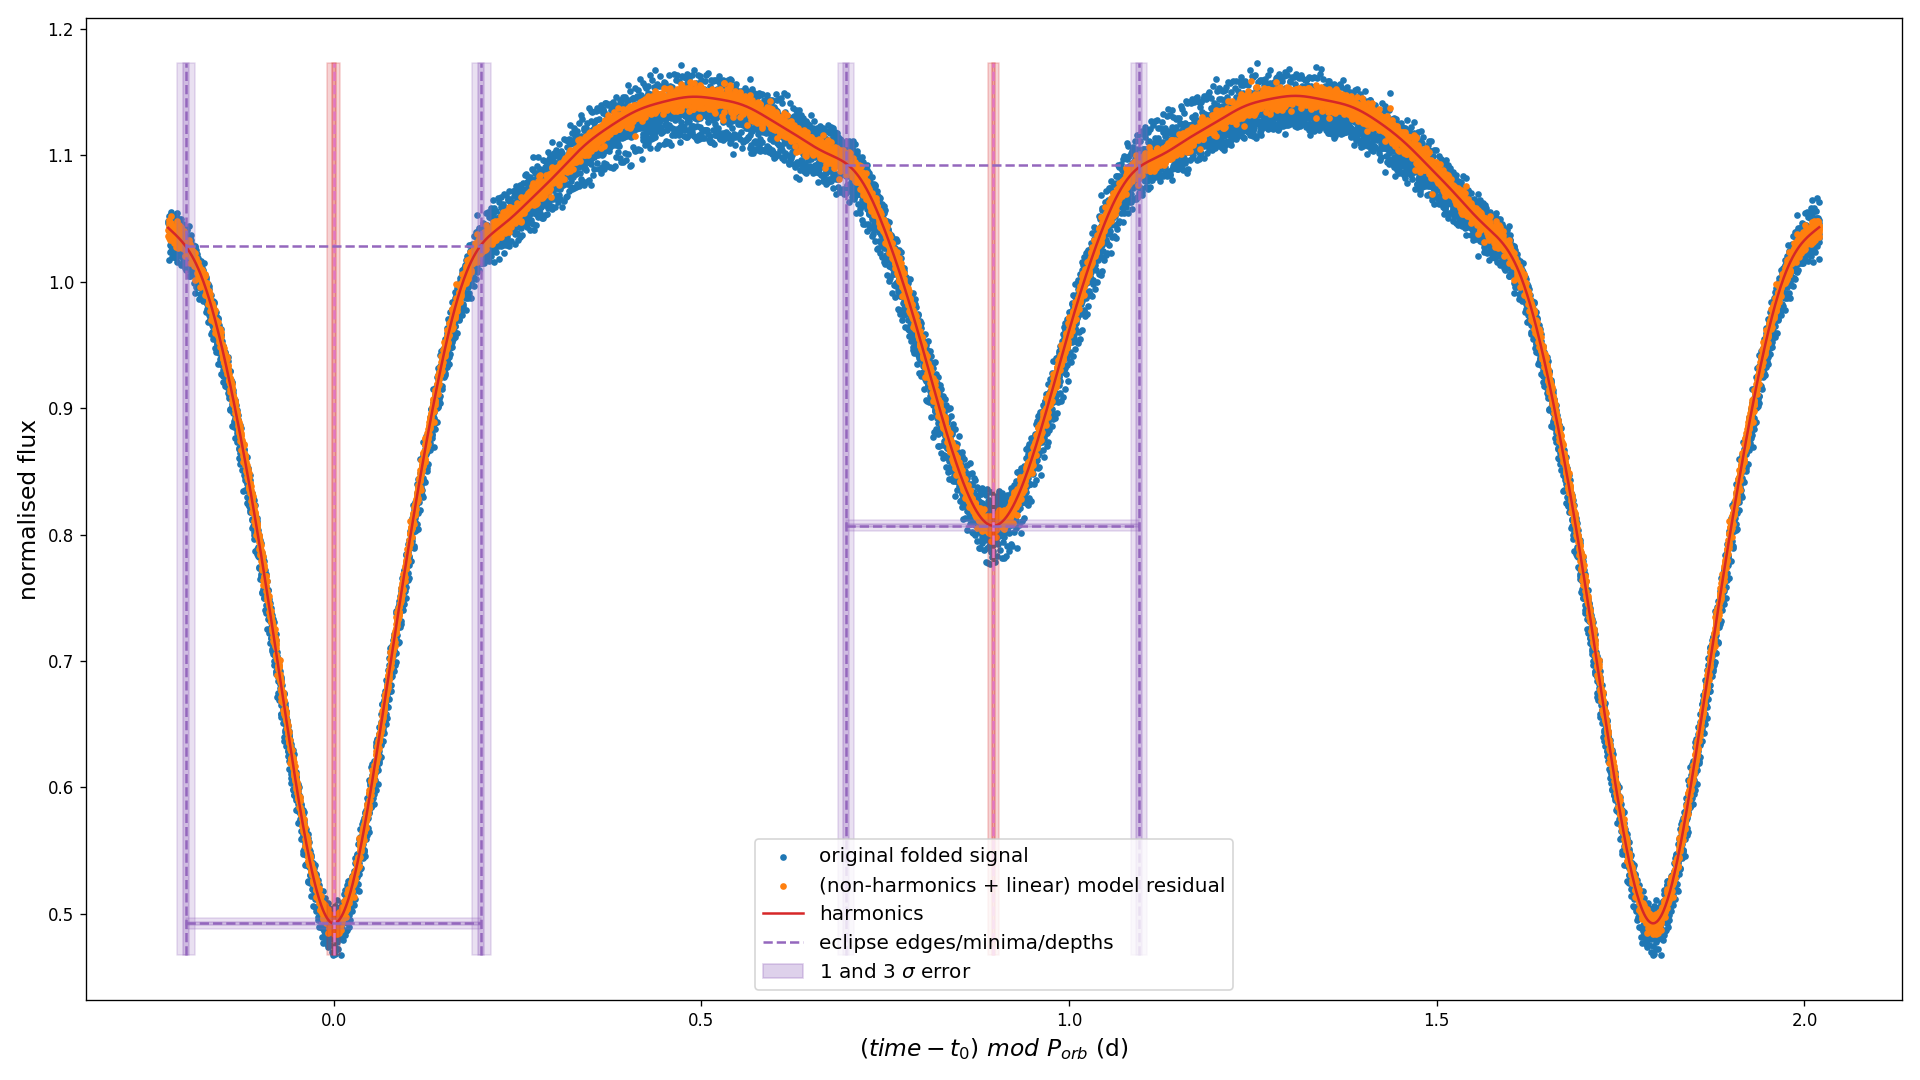 1.2
1.1
1.0
0.9
0.8
0.7
0.6
0.5
normalised flux
original folded signal
(non-harmonics + linear) model residual
harmonics
eclipse edges/minima/depths
1 and 3 σ error
0.0 0.5 1.0 1.5 2.0
(time − t₀) mod Pₒᵣb (d)